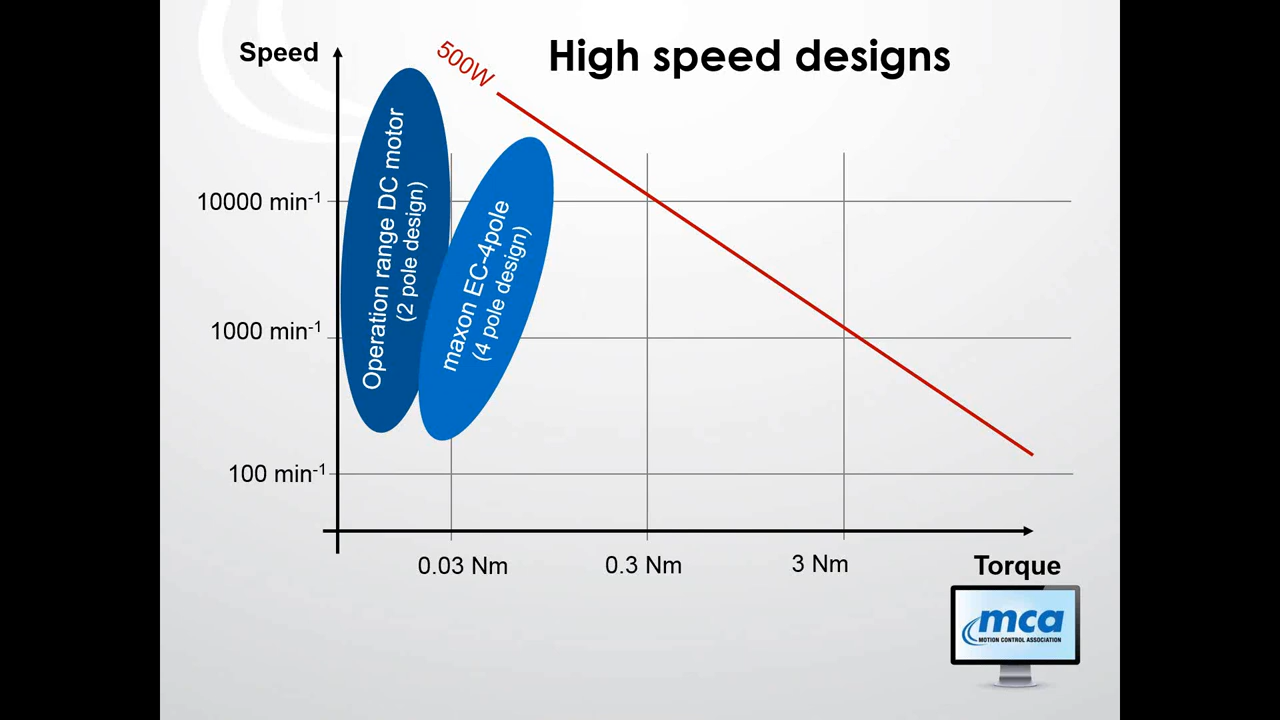 High speed designs
Speed
500W
10000 min-1
1000 min-1
100 min-1
Operation range DC motor
(2 pole design)
maxon EC-4pole
(4 pole design)
0.03 Nm
0.3 Nm
3 Nm
Torque
mca
MOTION CONTROL ASSOCIATION